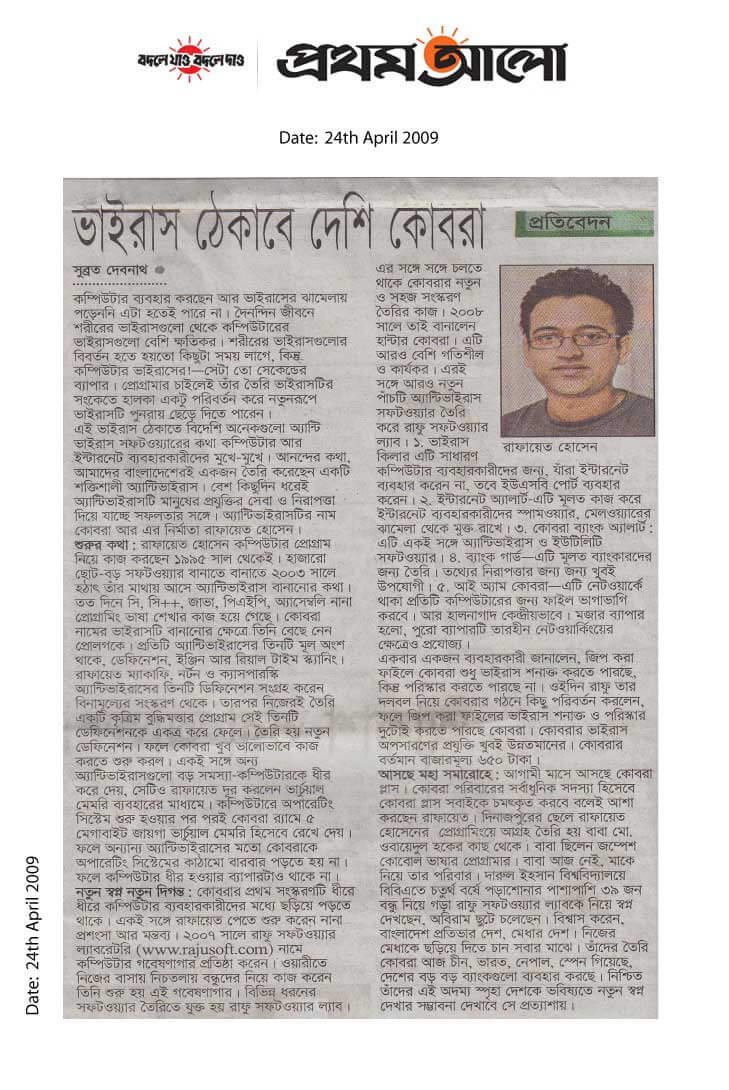 বদলে যাও বদলে দাও
প্রথম আলো
Date: 24th April 2009
ভাইরাস ঠেকাবে দেশি কোবরা
প্রতিবেদন
সুব্রত দেবনাথ
কম্পিউটার ব্যবহার করছেন আর ভাইরাসের ঝামেলায়
পড়েননি এটা হতেই পারে না। দৈনন্দিন জীবনে
শরীরের ভাইরাসগুলো থেকে কম্পিউটারের
ভাইরাসগুলো বেশি ক্ষতিকর। শরীরের ভাইরাসগুলোর
বিবর্তন হতে হয়তো কিছুটা সময় লাগে, কিন্তু
কম্পিউটার ভাইরাসের!—সেটা তো সেকেন্ডের
ব্যাপার। প্রোগ্রামার চাইলেই তাঁর তৈরি ভাইরাসটির
সংকেতে হালকা একটু পরিবর্তন করে নতুনরূপে
ভাইরাসটি পুনরায় ছেড়ে দিতে পারেন।
এই ভাইরাস ঠেকাতে বিদেশি অনেকগুলো অ্যান্টি
ভাইরাস সফটওয়্যারের কথা কম্পিউটার আর
ইন্টারনেট ব্যবহারকারীদের মুখে-মুখে। আনন্দের কথা,
আমাদের বাংলাদেশেরই একজন তৈরি করেছেন একটি
শক্তিশালী অ্যান্টিভাইরাস। বেশ কিছুদিন ধরেই
অ্যান্টিভাইরাসটি মানুষের প্রযুক্তির সেবা ও নিরাপত্তা
দিয়ে যাচ্ছে সফলতার সঙ্গে। অ্যান্টিভাইরাসটির নাম
কোবরা আর এর নির্মাতা রাফায়েত হোসেন।
শুরুর কথা : রাফায়েত হোসেন কম্পিউটার প্রোগ্রাম
নিয়ে কাজ করছেন ১৯৯৫ সাল থেকেই। হাজারো
ছোট-বড় সফটওয়্যার বানাতে বানাতে ২০০৩ সালে
হঠাৎ তাঁর মাথায় আসে অ্যান্টিভাইরাস বানানোর কথা।
তত দিনে সি, সি++, জাভা, পিএইপি, অ্যাসেম্বলি নানা
প্রোগ্রামিং ভাষা শেখার কাজ হয়ে গেছে। কোবরা
নামের ভাইরাসটি বানানোর ক্ষেত্রে তিনি বেছে নেন
প্রোলগকে। প্রতিটি অ্যান্টিভাইরাসের তিনটি মূল অংশ
থাকে, ডেফিনেশন, ইঞ্জিন আর রিয়াল টাইম স্ক্যানিং।
রাফায়েত ম্যাকাফি, নর্টন ও ক্যাসপারস্কি
অ্যান্টিভাইরাসের তিনটি ডিফিনেশন সংগ্রহ করেন
বিনামূল্যের সংস্করণ থেকে। তারপর নিজেরই তৈরি
একটি কৃত্রিম বুদ্ধিমত্তার প্রোগ্রাম সেই তিনটি
ডেফিনেশনকে একত্র করে ফেলে। তৈরি হয় নতুন
ডেফিনেশন। ফলে কোবরা খুব ভালোভাবে কাজ
করতে শুরু করল। একই সঙ্গে অন্য
অ্যান্টিভাইরাসগুলো বড় সমস্যা-কম্পিউটারকে ধীর
করে দেয়, সেটিও রাফায়েত দূর করলেন ভার্চুয়াল
মেমরি ব্যবহারের মাধ্যমে। কম্পিউটারে অপারেটিং
সিস্টেম শুরু হওয়ার পর পরই কোবরা র‍্যামে ৫
মেগাবাইট জায়গা ভার্চুয়াল মেমরি হিসেবে রেখে দেয়।
ফলে অন্যান্য অ্যান্টিভাইরাসের মতো কোবরাকে
অপারেটিং সিস্টেমের কাঠামো বারবার পড়তে হয় না।
ফলে কম্পিউটার ধীর হওয়ার ব্যাপারটাও থাকে না।
নতুন স্বপ্ন নতুন দিগন্ত : কোবরার প্রথম সংস্করণটি ধীরে
ধীরে কম্পিউটার ব্যবহারকারীদের মধ্যে ছড়িয়ে পড়তে
থাকে। একই সঙ্গে রাফায়েত পেতে শুরু করেন নানা
প্রশংসা আর মন্তব্য। ২০০৭ সালে রাফু সফটওয়্যার
ল্যাবরেটরি (www.rajusoft.com) নামে
কম্পিউটার গবেষণাগার প্রতিষ্ঠা করেন। ওয়ারীতে
নিজের বাসায় নিচতলায় বন্ধুদের নিয়ে কাজ করেন
তিনি শুরু হয় এই গবেষণাগার। বিভিন্ন ধরনের
সফটওয়্যার তৈরিতে যুক্ত হয় রাফু সফটওয়্যার ল্যাব।
এর সঙ্গে সঙ্গে চলতে
থাকে কোবরার নতুন
ও সহজ সংস্করণ
তৈরির কাজ। ২০০৮
সালে তাই বানালেন
হান্টার কোবরা। এটি
আরও বেশি গতিশীল
ও কার্যকর। এরই
সঙ্গে আরও নতুন
পাঁচটি অ্যান্টিভাইরাস
সফটওয়্যার তৈরি
করে রাফু সফটওয়্যার
ল্যাব। ১. ভাইরাস
কিলার এটি সাধারণ
রাফায়েত হোসেন
কম্পিউটার ব্যবহারকারীদের জন্য, যাঁরা ইন্টারনেট
ব্যবহার করেন না, তবে ইউএসবি পোর্ট ব্যবহার
করেন। ২. ইন্টারনেট অ্যালার্ট-এটি মূলত কাজ করে
ইন্টারনেট ব্যবহারকারীদের স্পামওয়্যার, মেলওয়্যারের
ঝামেলা থেকে মুক্ত রাখে। ৩. কোবরা ব্যাংক অ্যালার্ট :
এটি একই সঙ্গে অ্যান্টিভাইরাস ও ইউটিলিটি
সফটওয়্যার। ৪. ব্যাংক গার্ড—এটি মূলত ব্যাংকারদের
জন্য তৈরি। তথ্যের নিরাপত্তার জন্য জন্য খুবই
উপযোগী। ৫. আই অ্যাম কোবরা—এটি নেটওয়ার্কে
থাকা প্রতিটি কম্পিউটারের জন্য ফাইল ভাগাভাগি
করবে। আর হালনাগাদ কেন্দ্রীয়ভাবে। মজার ব্যাপার
হলো, পুরো ব্যাপারটি তারহীন নেটওয়ার্কিংয়ের
ক্ষেত্রেও প্রযোজ্য।
একবার একজন ব্যবহারকারী জানালেন, জিপ করা
ফাইলে কোবরা শুধু ভাইরাস শনাক্ত করতে পারছে,
কিন্তু পরিস্কার করতে পারছে না। ওইদিন রাফু তার
দলবল নিয়ে কোবরার গঠনে কিছু পরিবর্তন করলেন,
ফলে জিপ করা ফাইলের ভাইরাস শনাক্ত ও পরিস্কার
দুটোই করতে পারছে কোবরা। কোবরার ভাইরাস
অপসারণের প্রযুক্তি খুবই উন্নতমানের। কোবরার
বর্তমান বাজারমূল্য ৬৫০ টাকা।
আসছে মহা সমারোহে : আগামী মাসে আসছে কোবরা
প্লাস। কোবরা পরিবারের সর্বাধুনিক সদস্যা হিসেবে
কোবরা প্লাস সবাইকে চমৎকৃত করবে বলেই আশা
করছেন রাফায়েত। দিনাজপুরের ছেলে রাফায়েত
হোসেনের প্রোগ্রামিংয়ে আগ্রহ তৈরি হয় বাবা মো.
ওবায়েদুল হকের কাছ থেকে। বাবা ছিলেন জম্পেশ
কোবোল ভাষার প্রোগ্রামার। বাবা আজ নেই, মাকে
নিয়ে তার পরিবার। দারুল ইহসান বিশ্ববিদ্যালয়ে
বিবিএতে চতুর্থ বর্ষে পড়াশোনার পাশাপাশি ৩৯ জন
বন্ধু নিয়ে গড়া রাফু সফটওয়্যার ল্যাবকে নিয়ে স্বপ্ন
দেখছেন, অবিরাম ছুটে চলেছেন। বিশ্বাস করেন,
বাংলাদেশ প্রতিভার দেশ, মেধার দেশ। নিজের
মেধাকে ছড়িয়ে দিতে চান সবার মাঝে। তাঁদের তৈরি
কোবরা আজ চীন, ভারত, নেপাল, স্পেন গিয়েছে,
দেশের বড় বড় ব্যাংকগুলো ব্যবহার করছে। নিশ্চিত
তাঁদের এই অদম্য স্পৃহা দেশকে ভবিষ্যতে নতুন স্বপ্ন
দেখার সম্ভাবনা দেখাবে সে প্রত্যাশায়।
Date: 24th April 2009